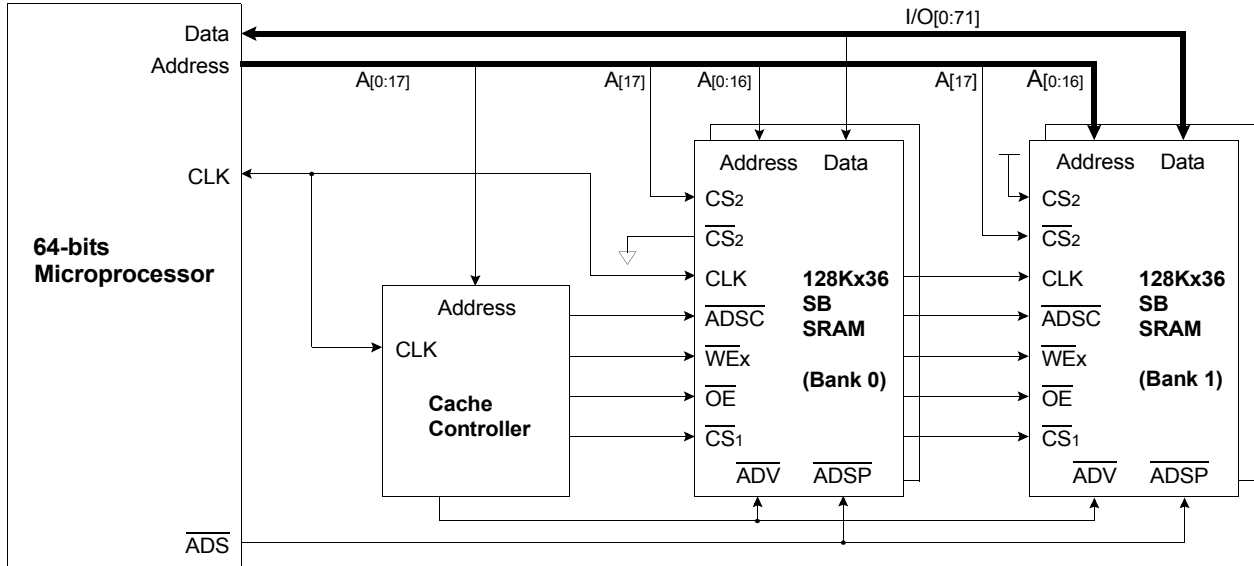 I/O[0:71]
Data
Address
A[0:17]
A[17]
A[0:16]
A[17]
A[0:16]
CLK
64-bits
Microprocessor
ADS
Address
CLK
Cache
Controller
Address Data
CS2
CS2
CLK
ADSC
WEx
OE
CS1
128Kx36
SB
SRAM
(Bank 0)
ADV ADSP
Address Data
CS2
CS2
CLK
ADSC
WEx
OE
CS1
128Kx36
SB
SRAM
(Bank 1)
ADV ADSP